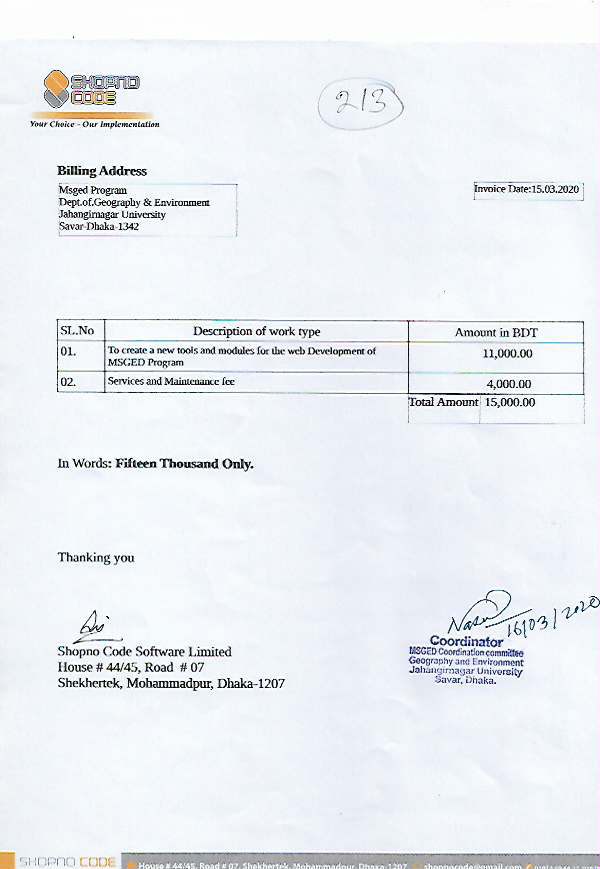 SHOPNO
CODE
Your Choice - Our Implementation
213
Billing Address
Msged Program
Dept.of.Geography & Environment
Jahangirnagar University
Savar-Dhaka-1342
Invoice Date:15.03.2020
SL.No Description of work type Amount in BDT
01. To create a new tools and modules for the web Development of 11,000.00
MSGED Program
02. Services and Maintenance fee 4,000.00
Total Amount 15,000.00
In Words: Fifteen Thousand Only.
Thanking you
16/03/2020
Shopno Code Software Limited
House # 44/45, Road # 07
Shekhertek, Mohammadpur, Dhaka-1207
Coordinator
MSGED Coordination committee
Geography and Environment
Jahangirnagar University
Savar, Dhaka.
SHOPNO CODE House # 44/45, Road # 07, Shekhertek, Mohammadpur, Dhaka-1207 shopnocode@gmail.com